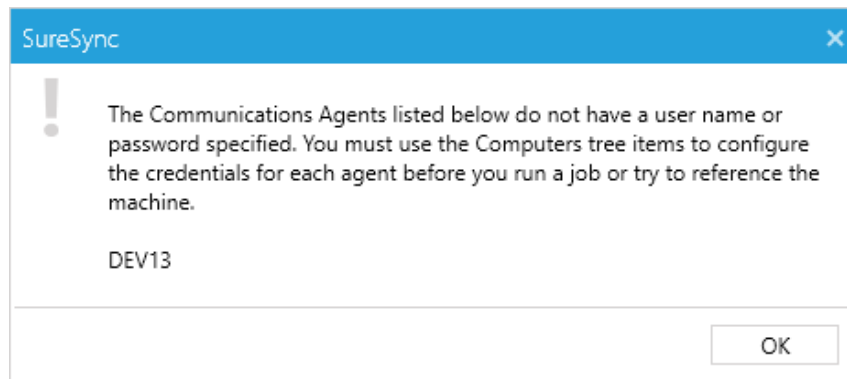 SureSync
The Communications Agents listed below do not have a user name or
password specified. You must use the Computers tree items to configure
the credentials for each agent before you run a job or try to reference the
machine.
DEV13
OK